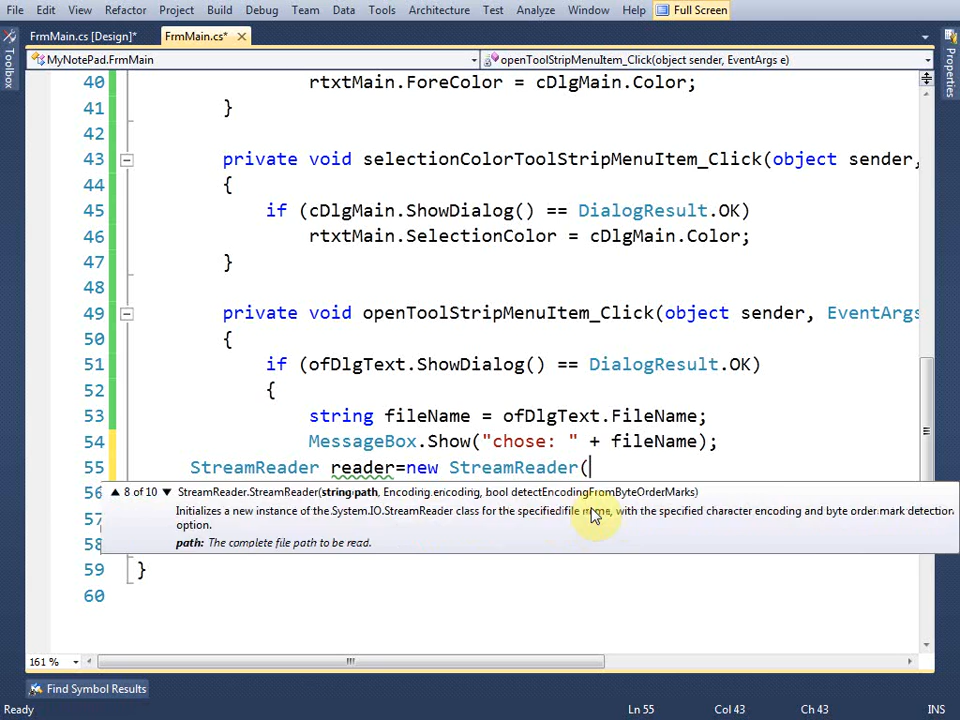 File Edit View Refactor Project Build Debug Team Data Tools Architecture Test Analyze Window Help Full Screen
FrmMain.cs [Design]* FrmMain.cs*
Toolbox
Properties
MyNotePad.FrmMain openToolStripMenuItem_Click(object sender, EventArgs e)
40 rtxtMain.ForeColor = cDlgMain.Color;
41 }
42
43 private void selectionColorToolStripMenuItem_Click(object sender,
44 {
45 if (cDlgMain.ShowDialog() == DialogResult.OK)
46 rtxtMain.SelectionColor = cDlgMain.Color;
47 }
48
49 private void openToolStripMenuItem_Click(object sender, EventArgs
50 {
51 if (ofDlgText.ShowDialog() == DialogResult.OK)
52 {
53 string fileName = ofDlgText.FileName;
54 MessageBox.Show("chose: " + fileName);
55 StreamReader reader=new StreamReader(
56 8 of 10 StreamReader.StreamReader(string path, Encoding encoding, bool detectEncodingFromByteOrderMarks)
Initializes a new instance of the System.IO.StreamReader class for the specified file name, with the specified character encoding and byte order mark detection
57 option.
58 path: The complete file path to be read.
59 }
60
161 %
Find Symbol Results
Ready Ln 55 Col 43 Ch 43 INS